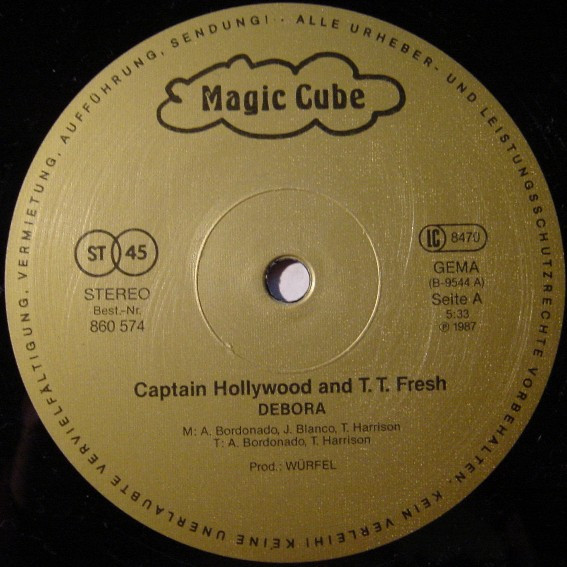 ALLE URHEBER- UND LEISTUNGSSCHUTZRECHTE VORBEHALTEN. KEIN VERLEIH! KEINE UNERLAUBTE VERVIELFÄLTIGUNG, VERMIETUNG, AUFFÜHRUNG, SENDUNG! ·
Magic Cube
ST 45
STEREO
Best.-Nr.
860 574
LC 8470
GEMA
(B-9544 A)
Seite A
5:33
℗ 1987
Captain Hollywood and T. T. Fresh
DEBORA
M: A. Bordonado, J. Blanco, T. Harrison
T: A. Bordonado, T. Harrison
Prod.: WÜRFEL